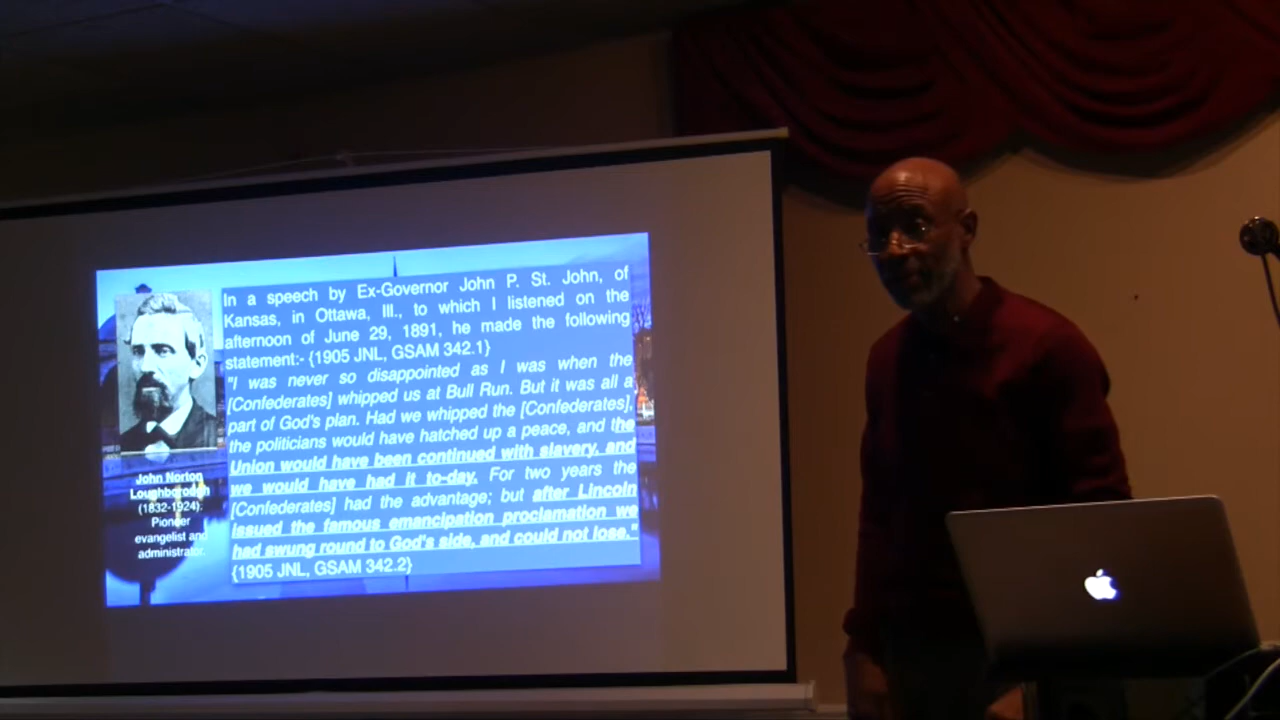 In a speech by Ex-Governor John P. St. John, of
Kansas, in Ottawa, Ill., to which I listened on the
afternoon of June 29, 1891, he made the following
statement:- {1905 JNL, GSAM 342.1}
"I was never so disappointed as I was when the
[Confederates] whipped us at Bull Run. But it was all a
part of God's plan. Had we whipped the [Confederates],
the politicians would have hatched up a peace, and the
Union would have been continued with slavery, and
we would have had it to-day. For two years the
[Confederates] had the advantage; but after Lincoln
issued the famous emancipation proclamation we
had swung round to God's side, and could not lose."
{1905 JNL, GSAM 342.2}
John Norton
Loughborough
(1832-1924).
Pioneer
evangelist and
administrator.